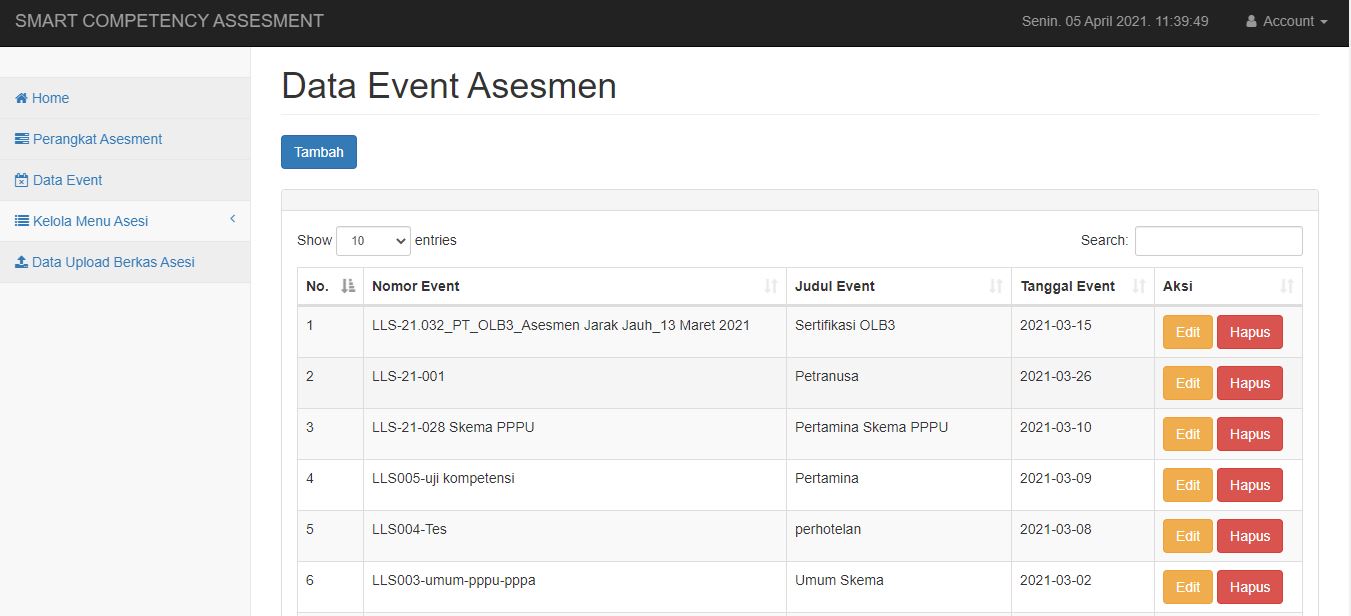 SMART COMPETENCY ASSESMENT
Senin. 05 April 2021. 11:39:49
Account
Home
Perangkat Asesment
Data Event
Kelola Menu Asesi
Data Upload Berkas Asesi
Data Event Asesmen
Tambah
Show 10 entries
Search:
No. Nomor Event Judul Event Tanggal Event Aksi
1 LLS-21.032_PT_OLB3_Asesmen Jarak Jauh_13 Maret 2021 Sertifikasi OLB3 2021-03-15 Edit Hapus
2 LLS-21-001 Petranusa 2021-03-26 Edit Hapus
3 LLS-21-028 Skema PPPU Pertamina Skema PPPU 2021-03-10 Edit Hapus
4 LLS005-uji kompetensi Pertamina 2021-03-09 Edit Hapus
5 LLS004-Tes perhotelan 2021-03-08 Edit Hapus
6 LLS003-umum-pppu-pppa Umum Skema 2021-03-02 Edit Hapus